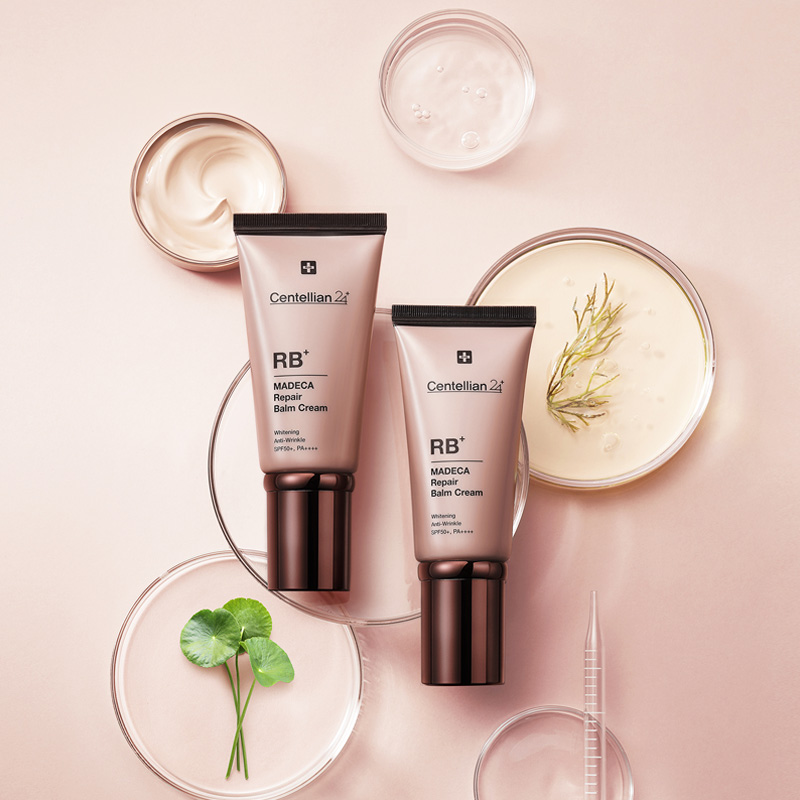 Centellian 24+
RB+
MADECA
Repair
Balm Cream
Whitening
Anti-Wrinkle
SPF50+, PA++++
Centellian 24+
RB+
MADECA
Repair
Balm Cream
Whitening
Anti-Wrinkle
SPF50+, PA++++